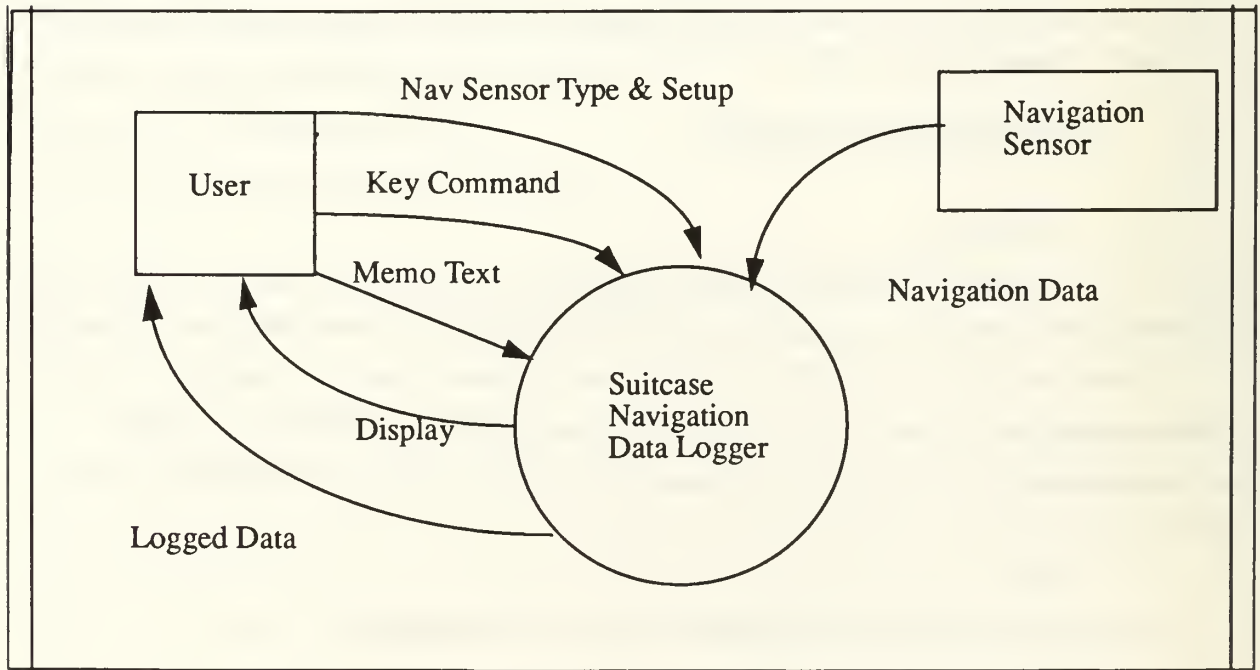 Nav Sensor Type & Setup
Navigation
Sensor
User
Key Command
Memo Text
Navigation Data
Suitcase
Navigation
Data Logger
Display
Logged Data